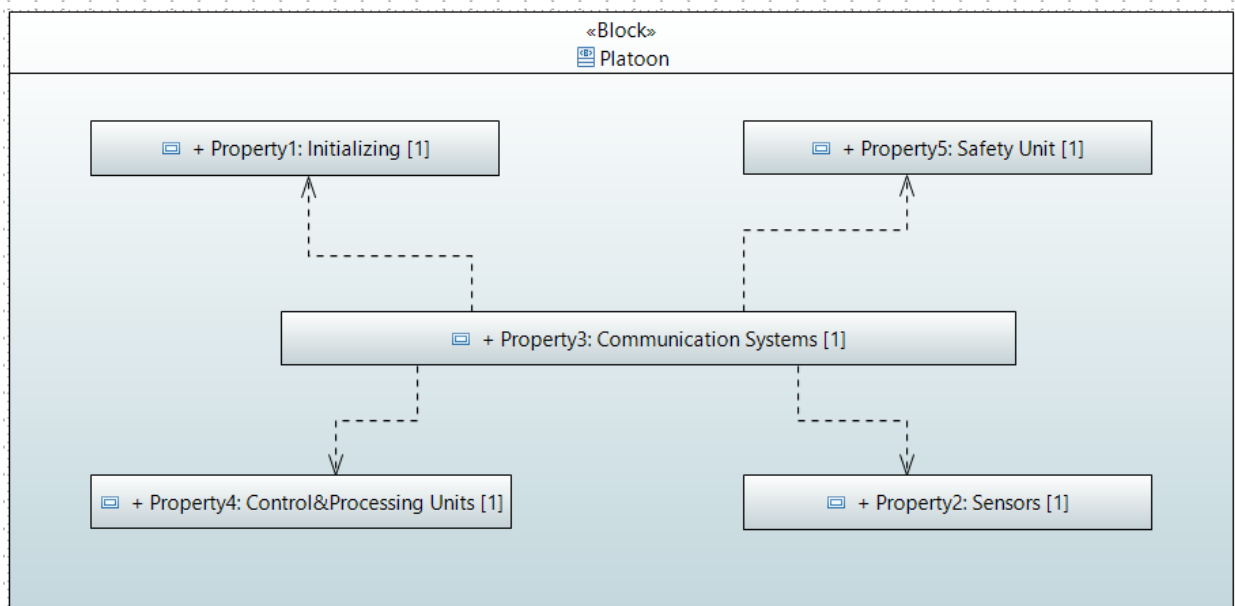 «Block»
Platoon
+ Property1: Initializing [1]
+ Property5: Safety Unit [1]
+ Property3: Communication Systems [1]
+ Property4: Control&Processing Units [1]
+ Property2: Sensors [1]